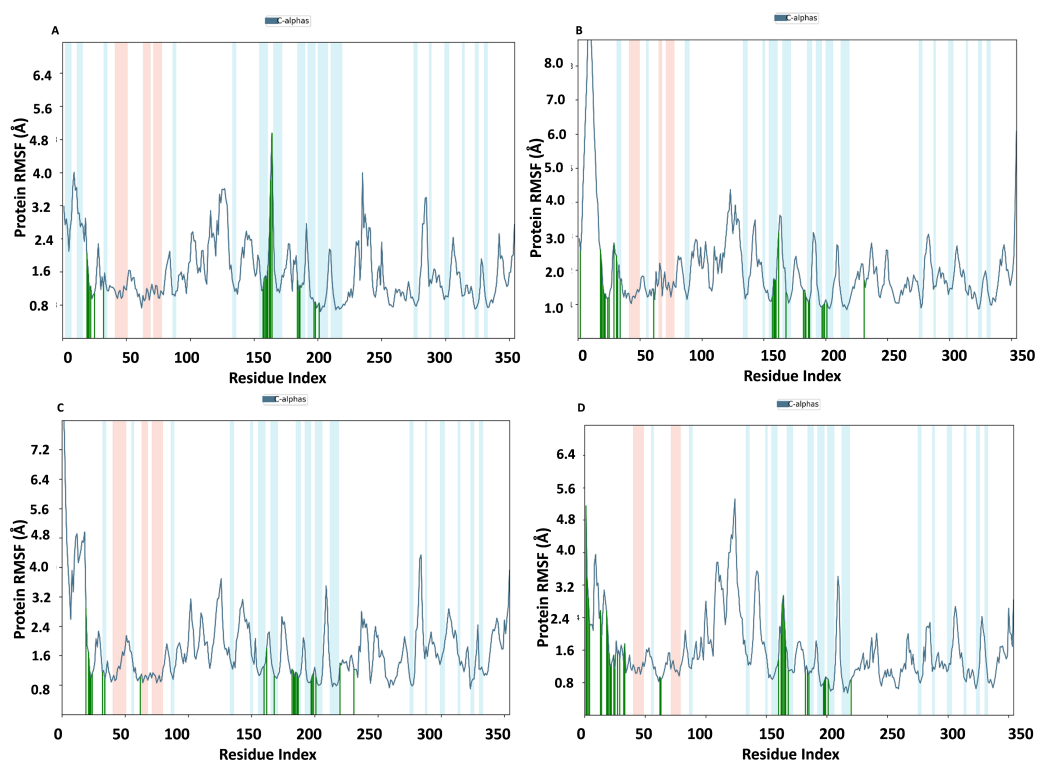 A
C-alphas
Protein RMSF (Å)
6.4
5.6
4.8
4.0
3.2
2.4
1.6
0.8
0 50 100 150 200 250 300 350
Residue Index
B
C-alphas
Protein RMSF (Å)
8.0
7.0
6.0
5.0
4.0
3.0
2.0
1.0
0 50 100 150 200 250 300 350
Residue Index
C
C-alphas
Protein RMSF (Å)
7.2
6.4
5.6
4.8
4.0
3.2
2.4
1.6
0.8
0 50 100 150 200 250 300 350
Residue Index
D
C-alphas
Protein RMSF (Å)
6.4
5.6
4.8
4.0
3.2
2.4
1.6
0.8
0 50 100 150 200 250 300 350
Residue Index